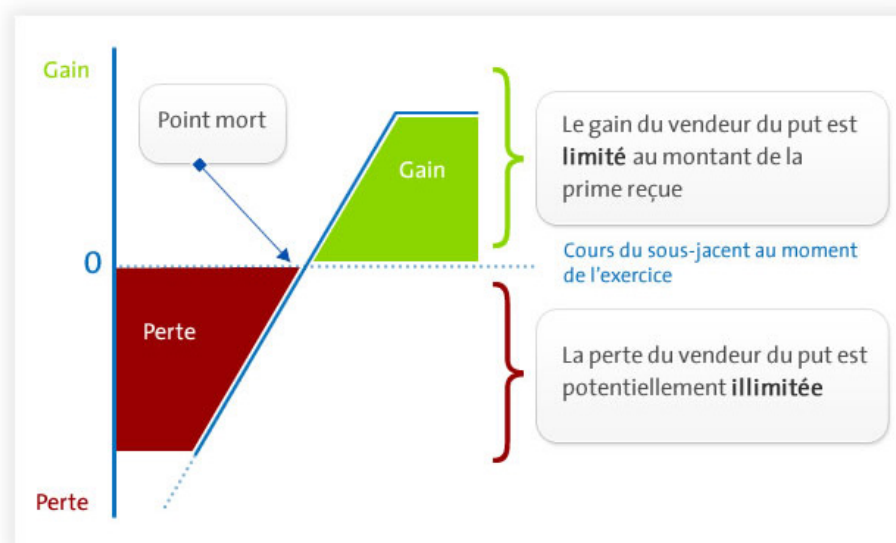 Gain
Point mort
Gain
Le gain du vendeur du put est
limité au montant de la
prime reçue
0
Cours du sous-jacent au moment
de l'exercice
Perte
La perte du vendeur du put est
potentiellement illimitée
Perte